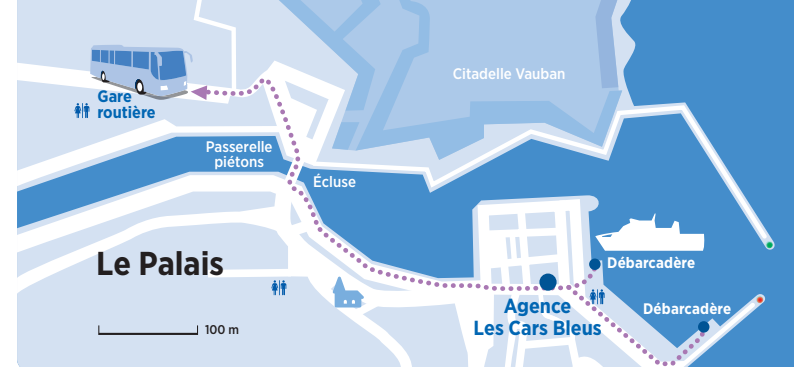 Citadelle Vauban
Gare
routière
Passerelle
piétons
Écluse
Le Palais
Débarcadère
Agence
Les Cars Bleus
Débarcadère
100 m